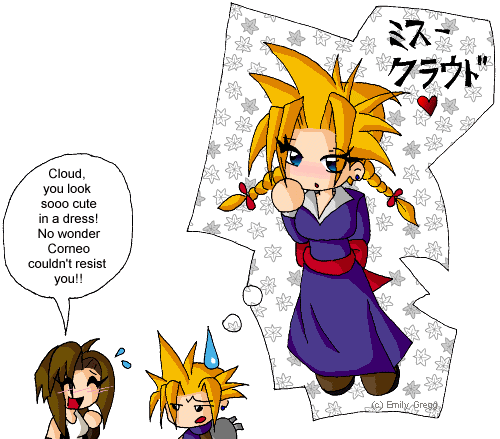 ミスー
クラウド
Cloud,
you look
sooo cute
in a dress!
No wonder
Corneo
couldn't resist
you!!
(c) Emily Gregg